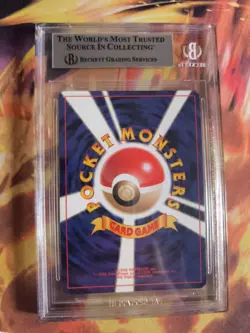 THE WORLD'S MOST TRUSTED
SOURCE IN COLLECTING
BECKETT GRADING SERVICES
POCKET MONSTERS
CARD GAME